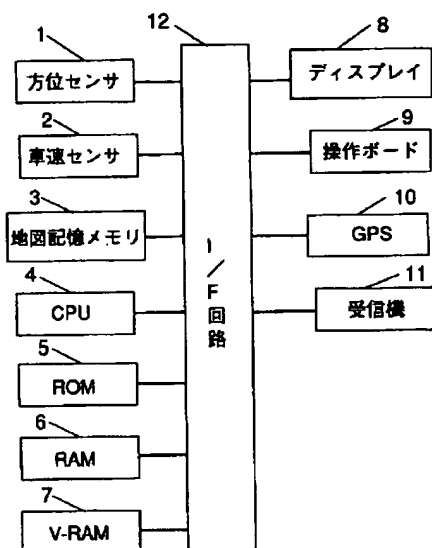 1
方位センサ
2
車速センサ
3
地図記憶メモリ
4
CPU
5
ROM
6
RAM
7
V-RAM
12
I/F回路
8
ディスプレイ
9
操作ボード
10
GPS
11
受信機